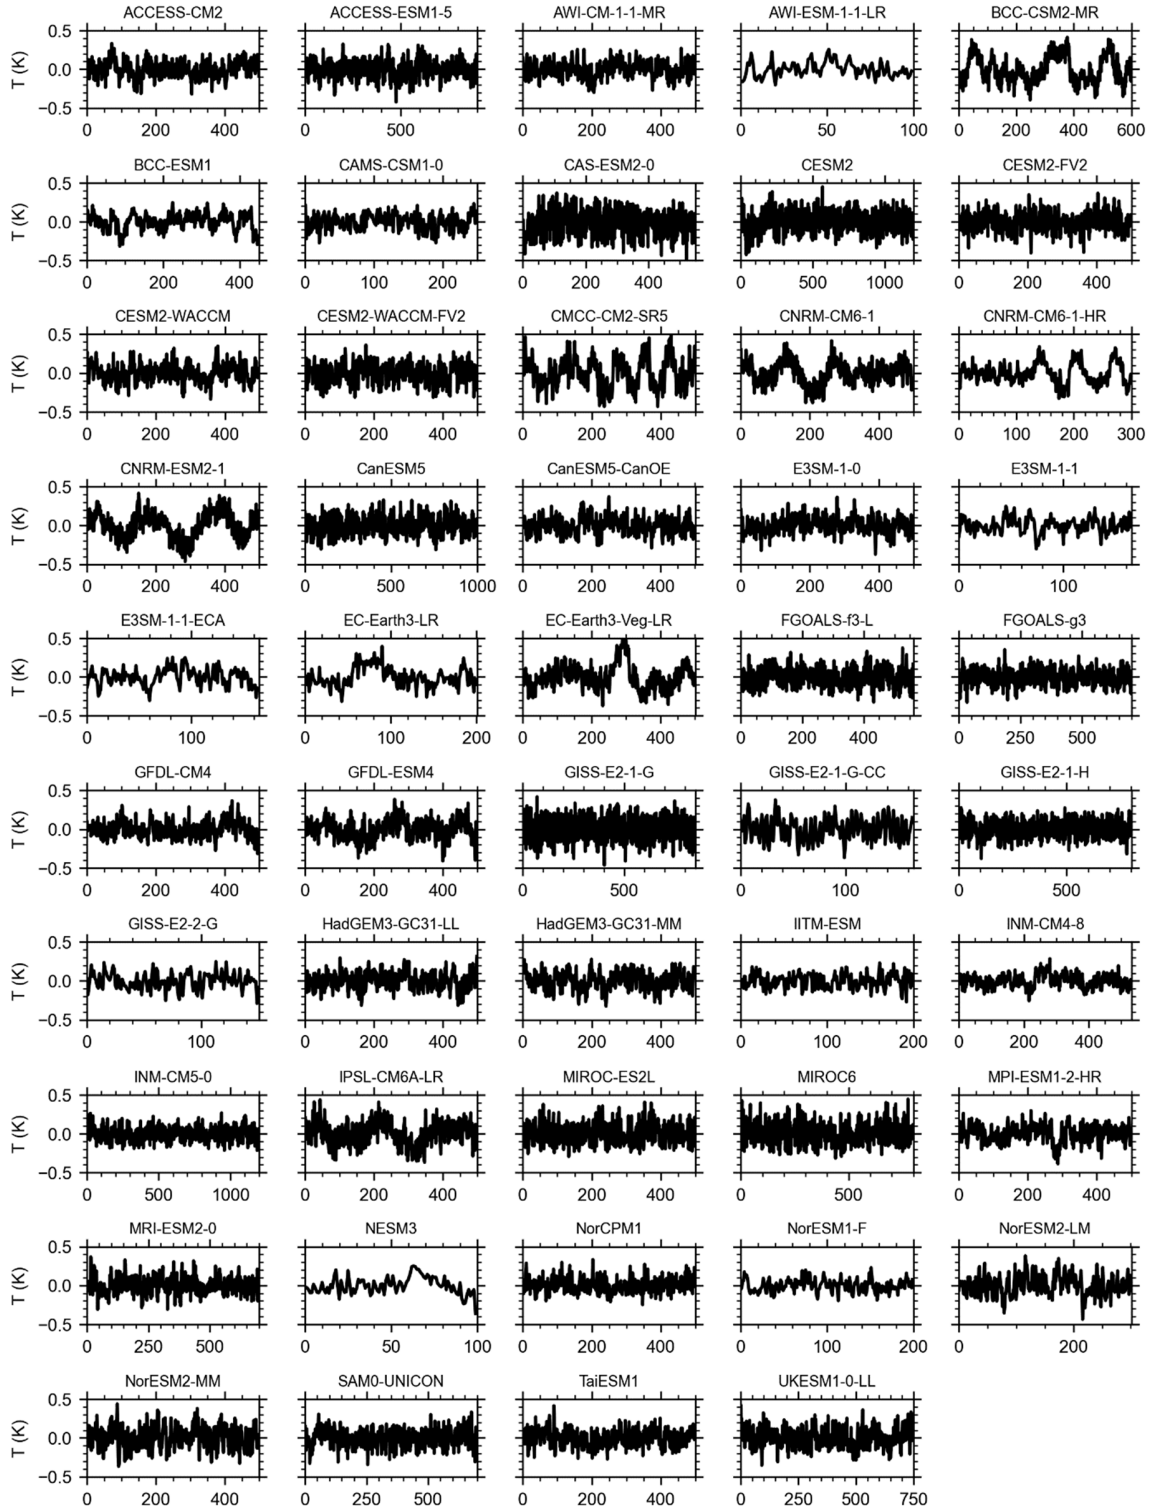 ACCESS-CM2 ACCESS-ESM1-5 AWI-CM-1-1-MR AWI-ESM-1-1-LR BCC-CSM2-MR
T (K) 0.5 0.0 −0.5
0 200 400 0 500 0 200 400 0 50 100 0 200 400 600
BCC-ESM1 CAMS-CSM1-0 CAS-ESM2-0 CESM2 CESM2-FV2
T (K) 0.5 0.0 −0.5
0 200 400 0 100 200 0 200 400 0 500 1000 0 200 400
CESM2-WACCM CESM2-WACCM-FV2 CMCC-CM2-SR5 CNRM-CM6-1 CNRM-CM6-1-HR
T (K) 0.5 0.0 −0.5
0 200 400 0 200 400 0 200 400 0 200 400 0 100 200 300
CNRM-ESM2-1 CanESM5 CanESM5-CanOE E3SM-1-0 E3SM-1-1
T (K) 0.5 0.0 −0.5
0 200 400 0 500 1000 0 200 400 0 200 400 0 100
E3SM-1-1-ECA EC-Earth3-LR EC-Earth3-Veg-LR FGOALS-f3-L FGOALS-g3
T (K) 0.5 0.0 −0.5
0 100 0 100 200 0 200 400 0 200 400 0 250 500
GFDL-CM4 GFDL-ESM4 GISS-E2-1-G GISS-E2-1-G-CC GISS-E2-1-H
T (K) 0.5 0.0 −0.5
0 200 400 0 200 400 0 500 0 100 0 500
GISS-E2-2-G HadGEM3-GC31-LL HadGEM3-GC31-MM IITM-ESM INM-CM4-8
T (K) 0.5 0.0 −0.5
0 100 0 200 400 0 200 400 0 100 200 0 200 400
INM-CM5-0 IPSL-CM6A-LR MIROC-ES2L MIROC6 MPI-ESM1-2-HR
T (K) 0.5 0.0 −0.5
0 500 1000 0 200 400 0 200 400 0 500 0 200 400
MRI-ESM2-0 NESM3 NorCPM1 NorESM1-F NorESM2-LM
T (K) 0.5 0.0 −0.5
0 250 500 0 50 100 0 200 400 0 100 200 0 200
NorESM2-MM SAM0-UNICON TaiESM1 UKESM1-0-LL
T (K) 0.5 0.0 −0.5
0 200 400 0 250 500 0 200 400 0 250 500 750